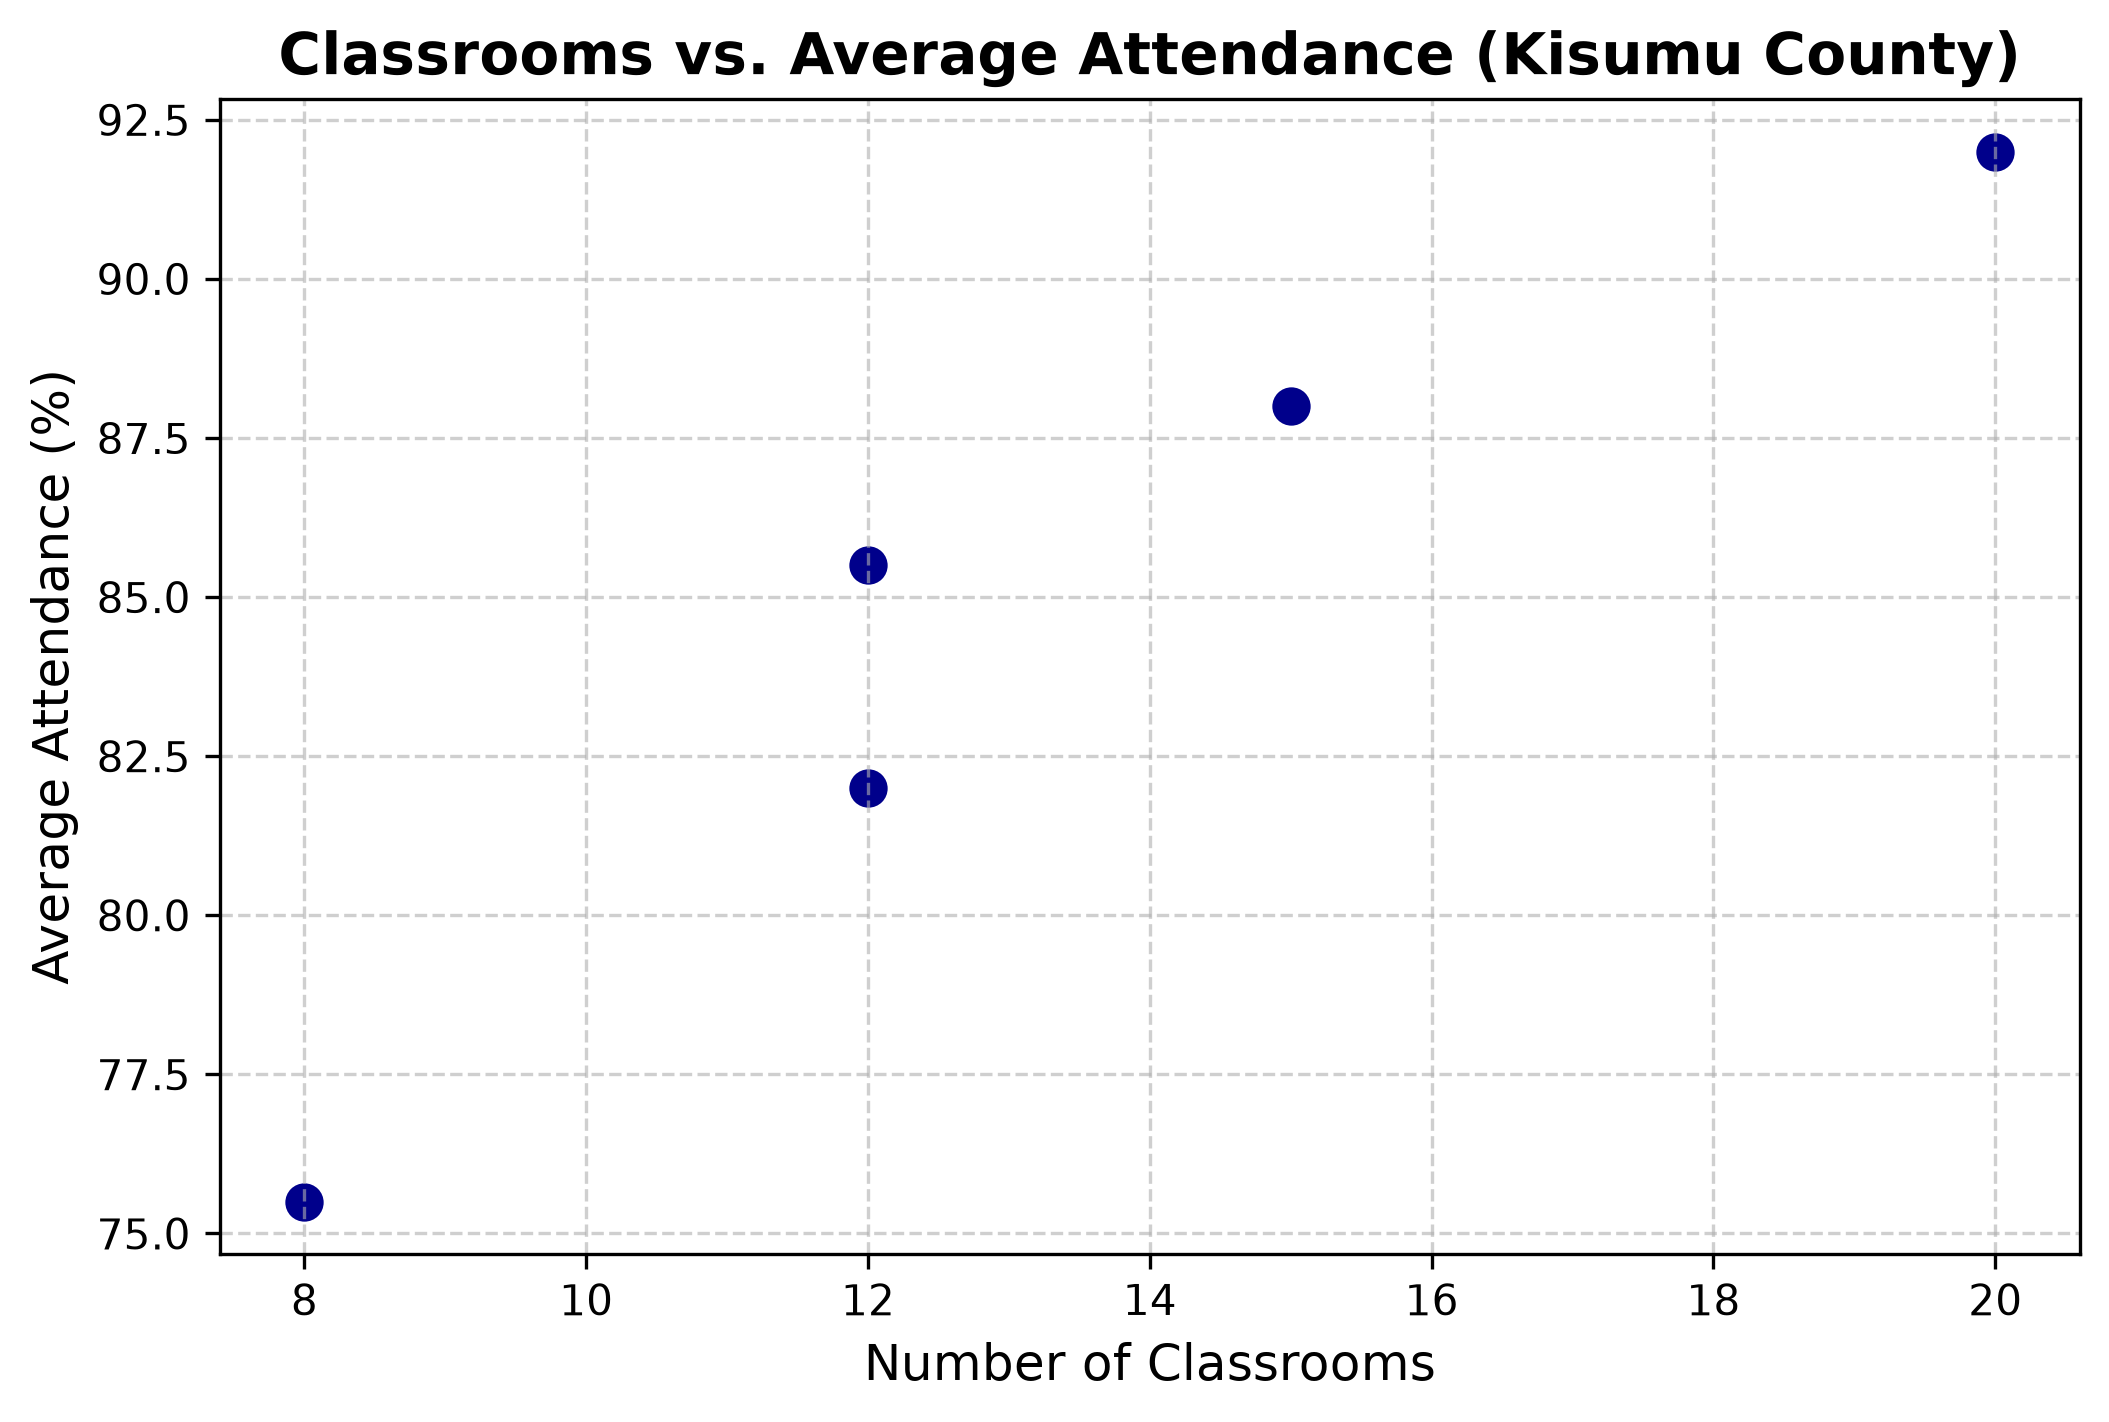 Classrooms vs. Average Attendance (Kisumu County)
92.5
90.0
87.5
85.0
82.5
80.0
77.5
75.0
Average Attendance (%)
8 10 12 14 16 18 20
Number of Classrooms